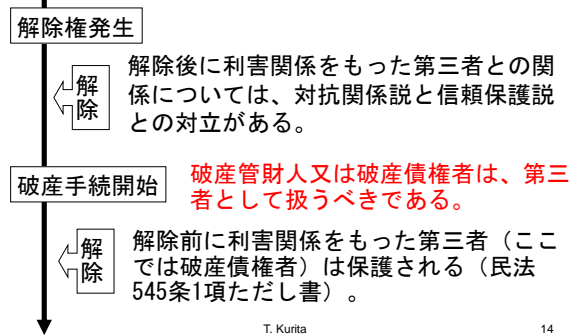 解除権発生
解除
解除後に利害関係をもった第三者との関
係については、対抗関係説と信頼保護説
との対立がある。
破産手続開始
破産管財人又は破産債権者は、第三
者として扱うべきである。
解除
解除前に利害関係をもった第三者（ここ
では破産債権者）は保護される（民法
545条1項ただし書）。
T. Kurita
14